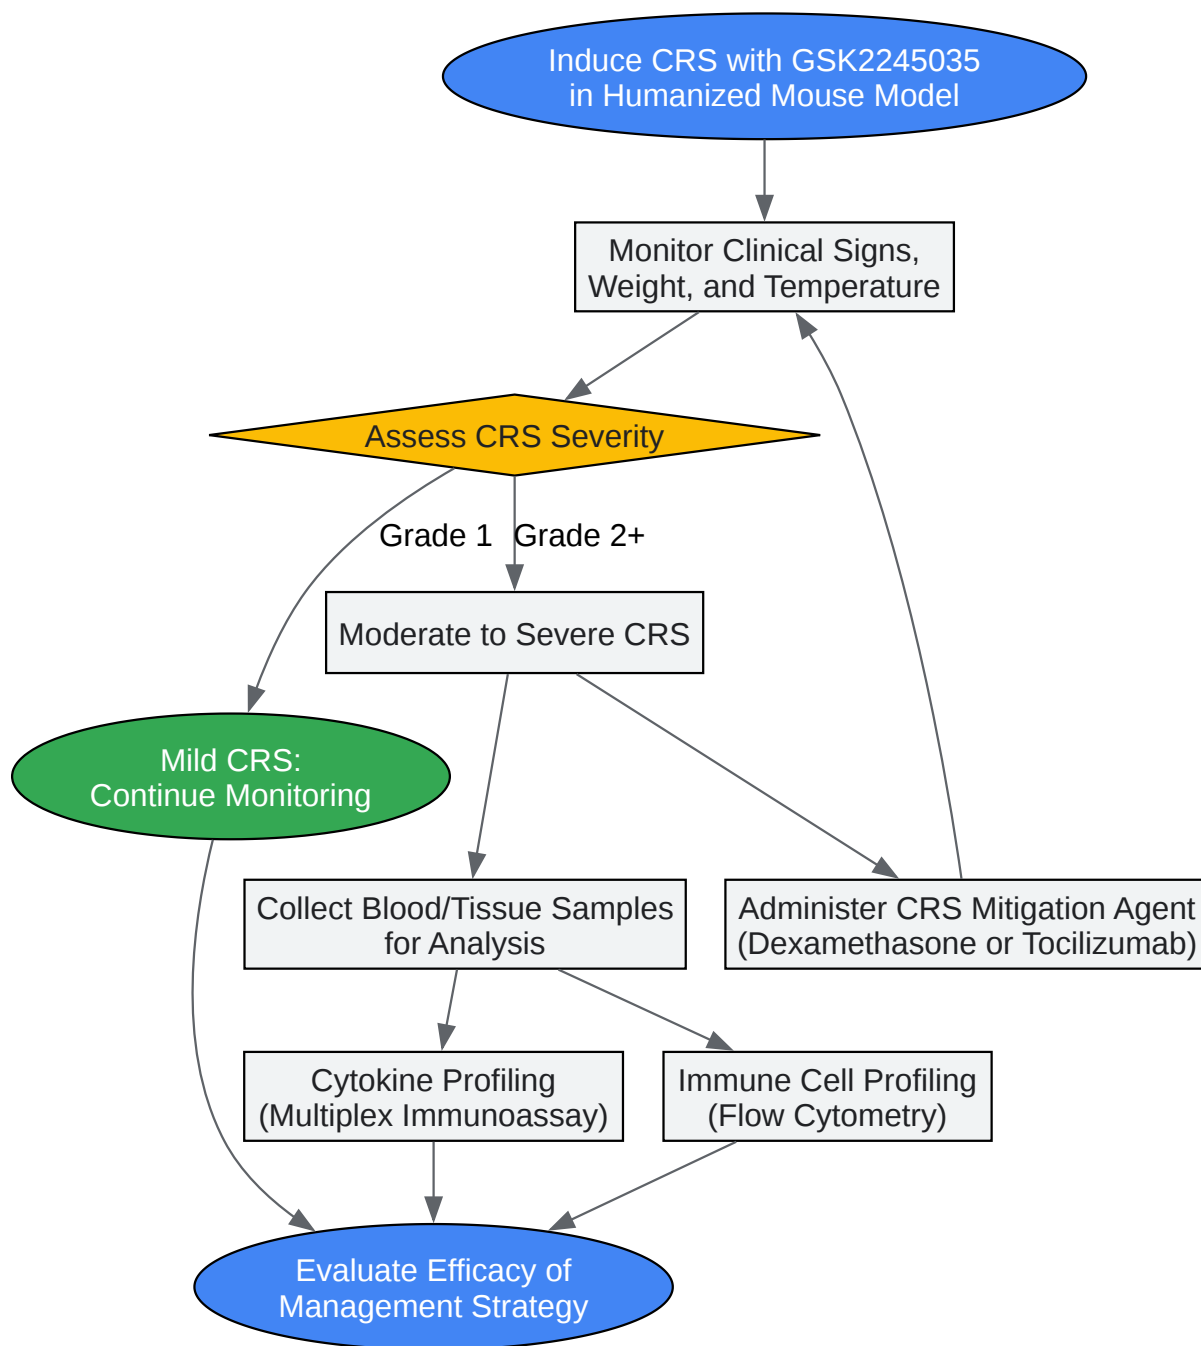 Induce CRS with GSK2245035
in Humanized Mouse Model
Monitor Clinical Signs,
Weight, and Temperature
Assess CRS Severity
Grade 1
Grade 2+
Moderate to Severe CRS
Mild CRS:
Continue Monitoring
Collect Blood/Tissue Samples
for Analysis
Administer CRS Mitigation Agent
(Dexamethasone or Tocilizumab)
Cytokine Profiling
(Multiplex Immunoassay)
Immune Cell Profiling
(Flow Cytometry)
Evaluate Efficacy of
Management Strategy